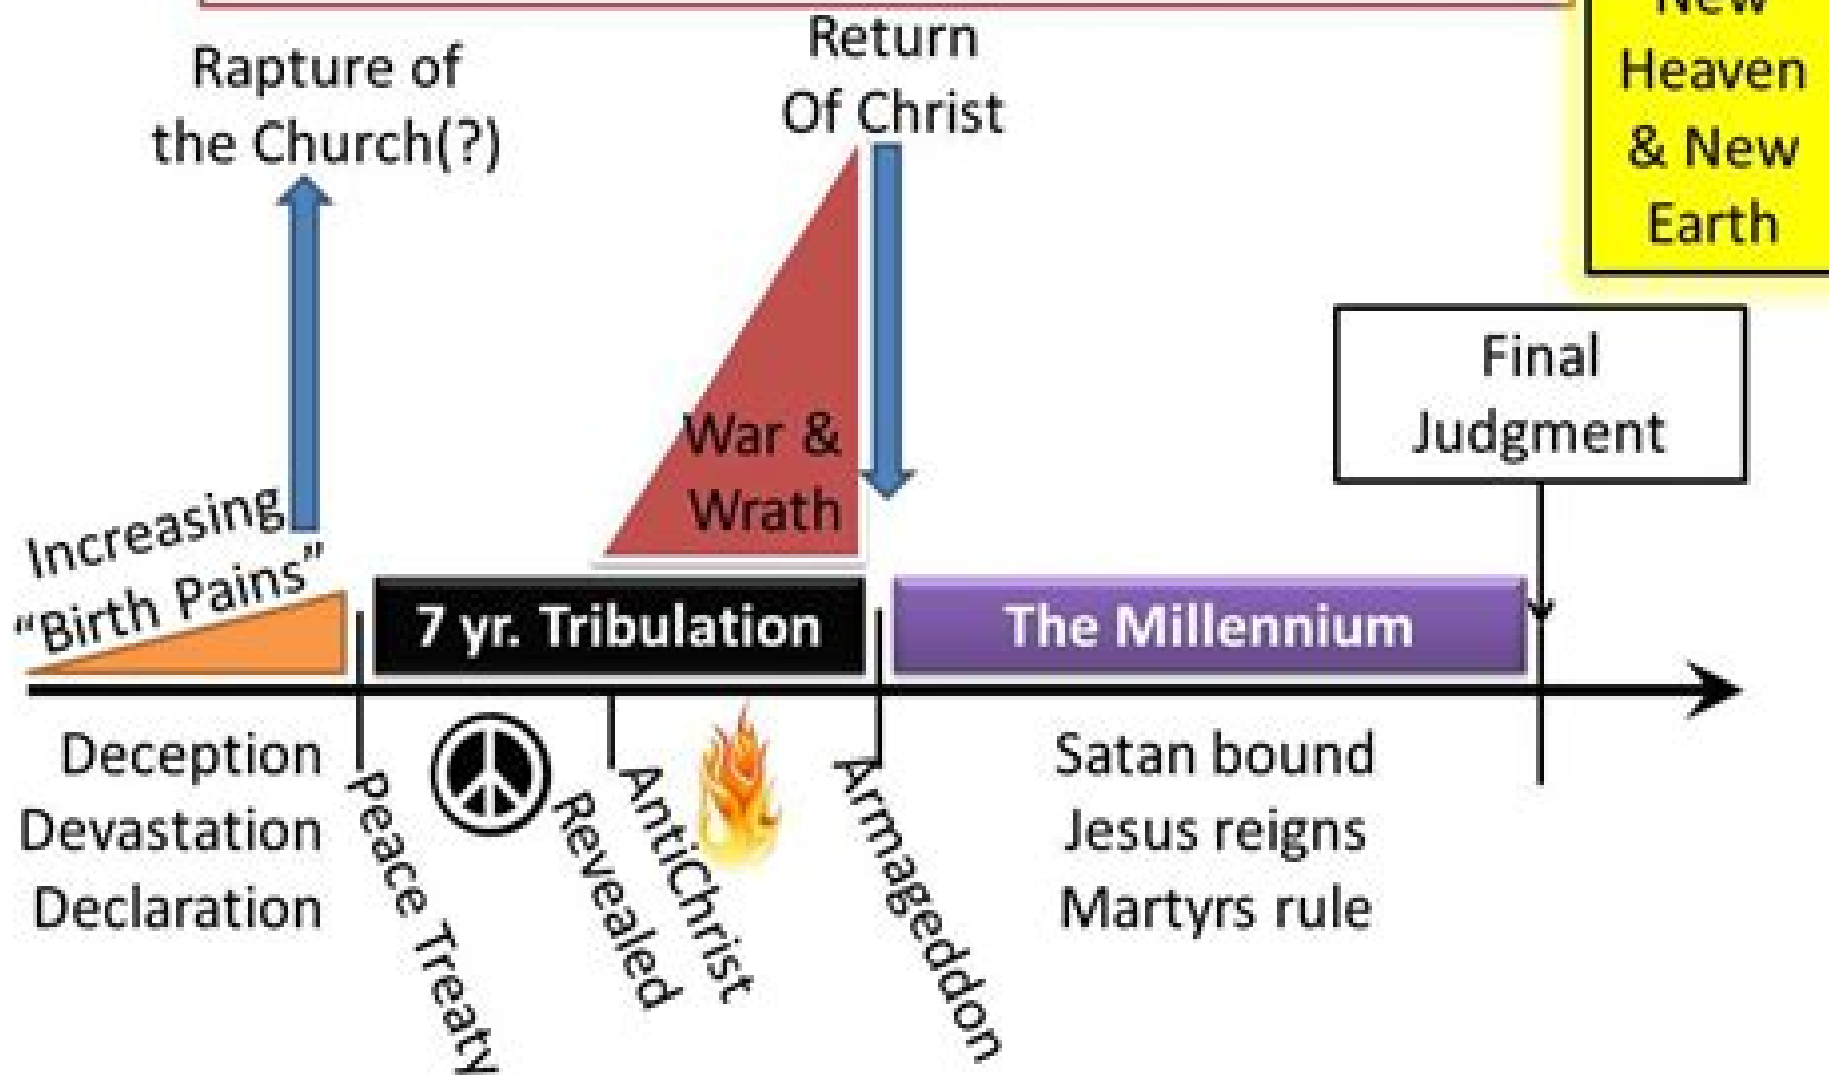 New
Heaven
& New
Earth
Return
Of Christ
Rapture of
the Church(?)
War &
Wrath
Final
Judgment
Increasing
“Birth Pains”
7 yr. Tribulation
The Millennium
Deception
Devastation
Declaration
Peace Treaty
AntiChrist
Revealed
Armageddon
Satan bound
Jesus reigns
Martyrs rule